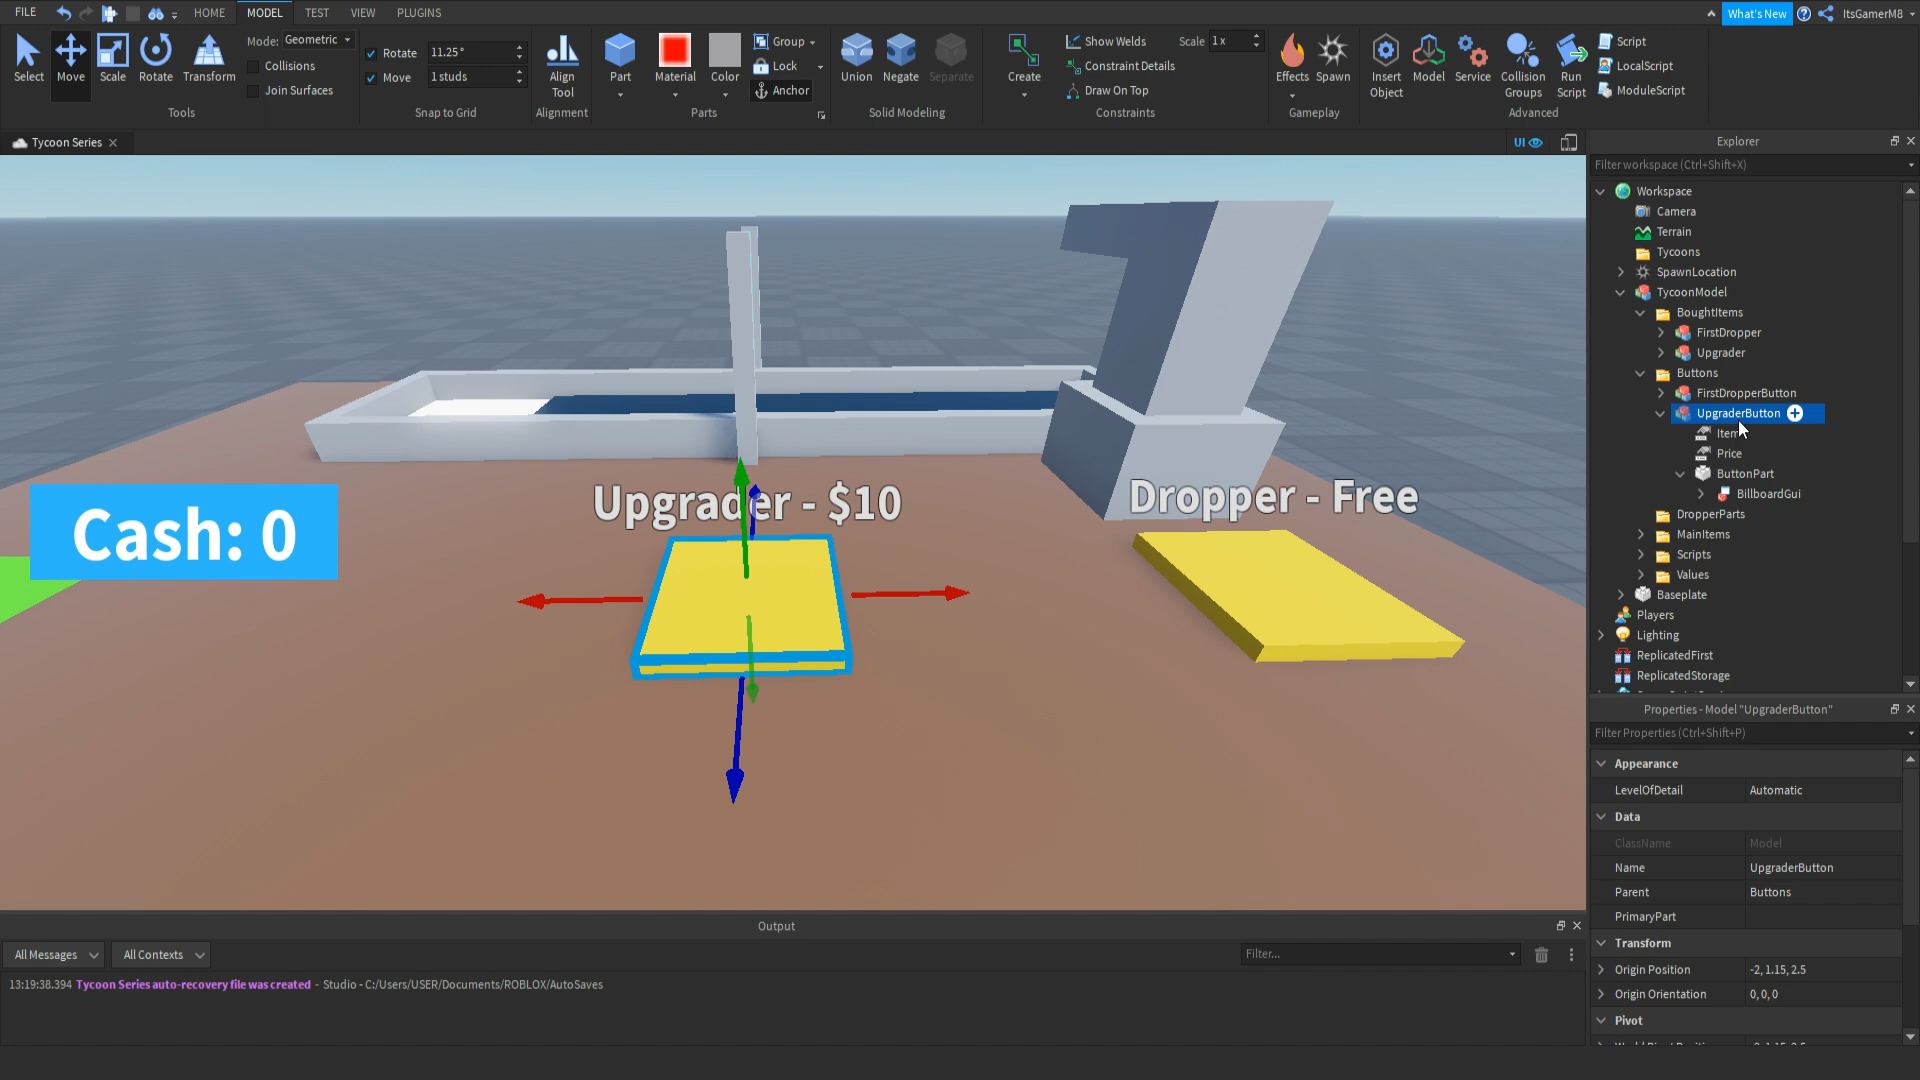 FILE
HOME
MODEL
TEST
VIEW
PLUGINS
What's New
ItsGamerM8
Select
Move
Scale
Rotate
Transform
Mode:
Geometric
Collisions
Join Surfaces
Tools
Rotate
11.25 °
Move
1 studs
Snap to Grid
Align
Tool
Alignment
Part
Material
Color
Group
Lock
Anchor
Parts
Union
Negate
Separate
Solid Modeling
Create
Show Welds
Scale
1 x
Constraint Details
Draw On Top
Constraints
Effects
Spawn
Gameplay
Insert
Object
Model
Service
Collision
Groups
Run
Script
Script
LocalScript
ModuleScript
Advanced
Tycoon Series
UI
Explorer
Filter workspace (Ctrl+Shift+X)
Workspace
Camera
Terrain
Tycoons
SpawnLocation
TycoonModel
BoughtItems
FirstDropper
Upgrader
Buttons
FirstDropperButton
UpgraderButton
Item
Price
ButtonPart
BillboardGui
DropperParts
MainItems
Scripts
Values
Baseplate
Players
Lighting
ReplicatedFirst
ReplicatedStorage
Upgrader - $10
Dropper - Free
Cash: 0
Properties - Model "UpgraderButton"
Filter Properties (Ctrl+Shift+P)
Appearance
LevelOfDetail
Automatic
Data
ClassName
Model
Name
UpgraderButton
Parent
Buttons
PrimaryPart
Transform
Origin Position
-2, 1.15, 2.5
Origin Orientation
0, 0, 0
Pivot
Output
All Messages
All Contexts
Filter...
13:19:38.394 Tycoon Series auto-recovery file was created - Studio - C:/Users/USER/Documents/ROBLOX/AutoSaves